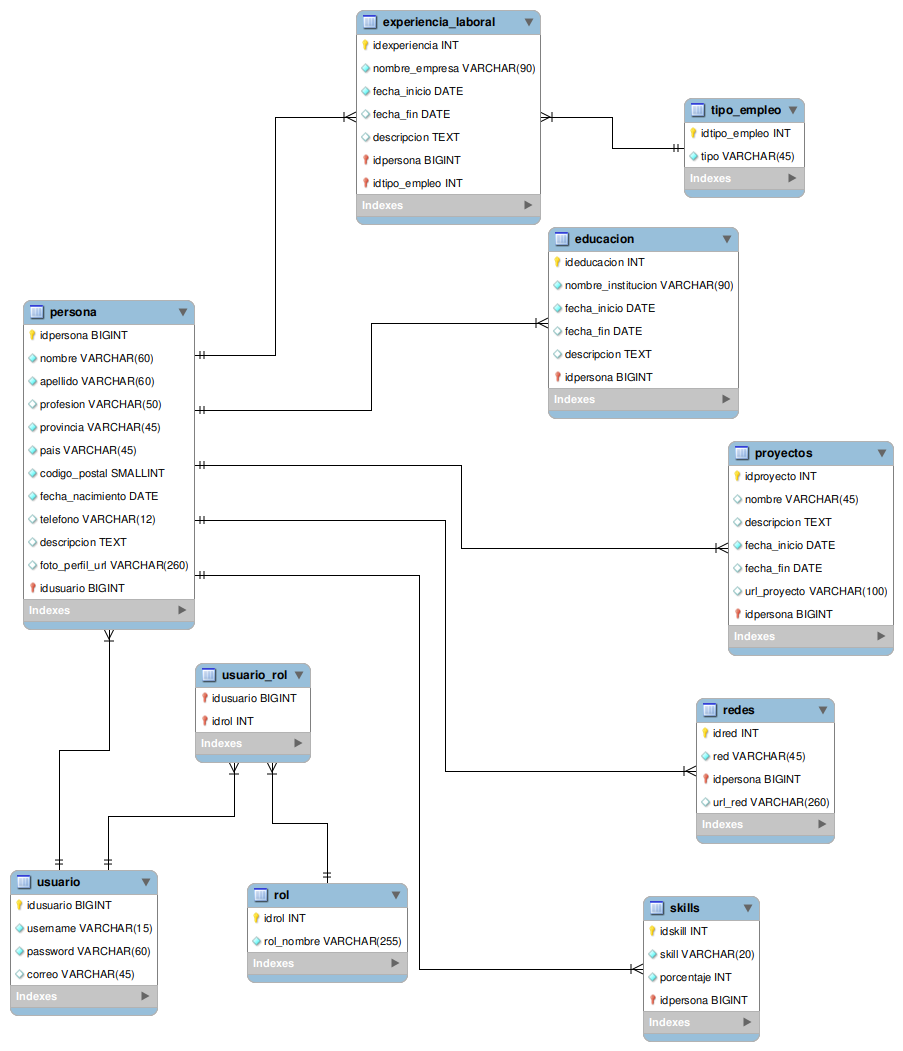 experiencia_laboral
idexperiencia INT
nombre_empresa VARCHAR(90)
fecha_inicio DATE
fecha_fin DATE
descripcion TEXT
idpersona BIGINT
idtipo_empleo INT
Indexes
tipo_empleo
idtipo_empleo INT
tipo VARCHAR(45)
Indexes
educacion
ideducacion INT
nombre_institucion VARCHAR(90)
fecha_inicio DATE
fecha_fin DATE
descripcion TEXT
idpersona BIGINT
Indexes
persona
idpersona BIGINT
nombre VARCHAR(60)
apellido VARCHAR(60)
profesion VARCHAR(50)
provincia VARCHAR(45)
pais VARCHAR(45)
codigo_postal SMALLINT
fecha_nacimiento DATE
telefono VARCHAR(12)
descripcion TEXT
foto_perfil_url VARCHAR(260)
idusuario BIGINT
Indexes
proyectos
idproyecto INT
nombre VARCHAR(45)
descripcion TEXT
fecha_inicio DATE
fecha_fin DATE
url_proyecto VARCHAR(100)
idpersona BIGINT
Indexes
usuario_rol
idusuario BIGINT
idrol INT
Indexes
redes
idred INT
red VARCHAR(45)
idpersona BIGINT
url_red VARCHAR(260)
Indexes
usuario
idusuario BIGINT
username VARCHAR(15)
password VARCHAR(60)
correo VARCHAR(45)
Indexes
rol
idrol INT
rol_nombre VARCHAR(255)
Indexes
skills
idskill INT
skill VARCHAR(20)
porcentaje INT
idpersona BIGINT
Indexes